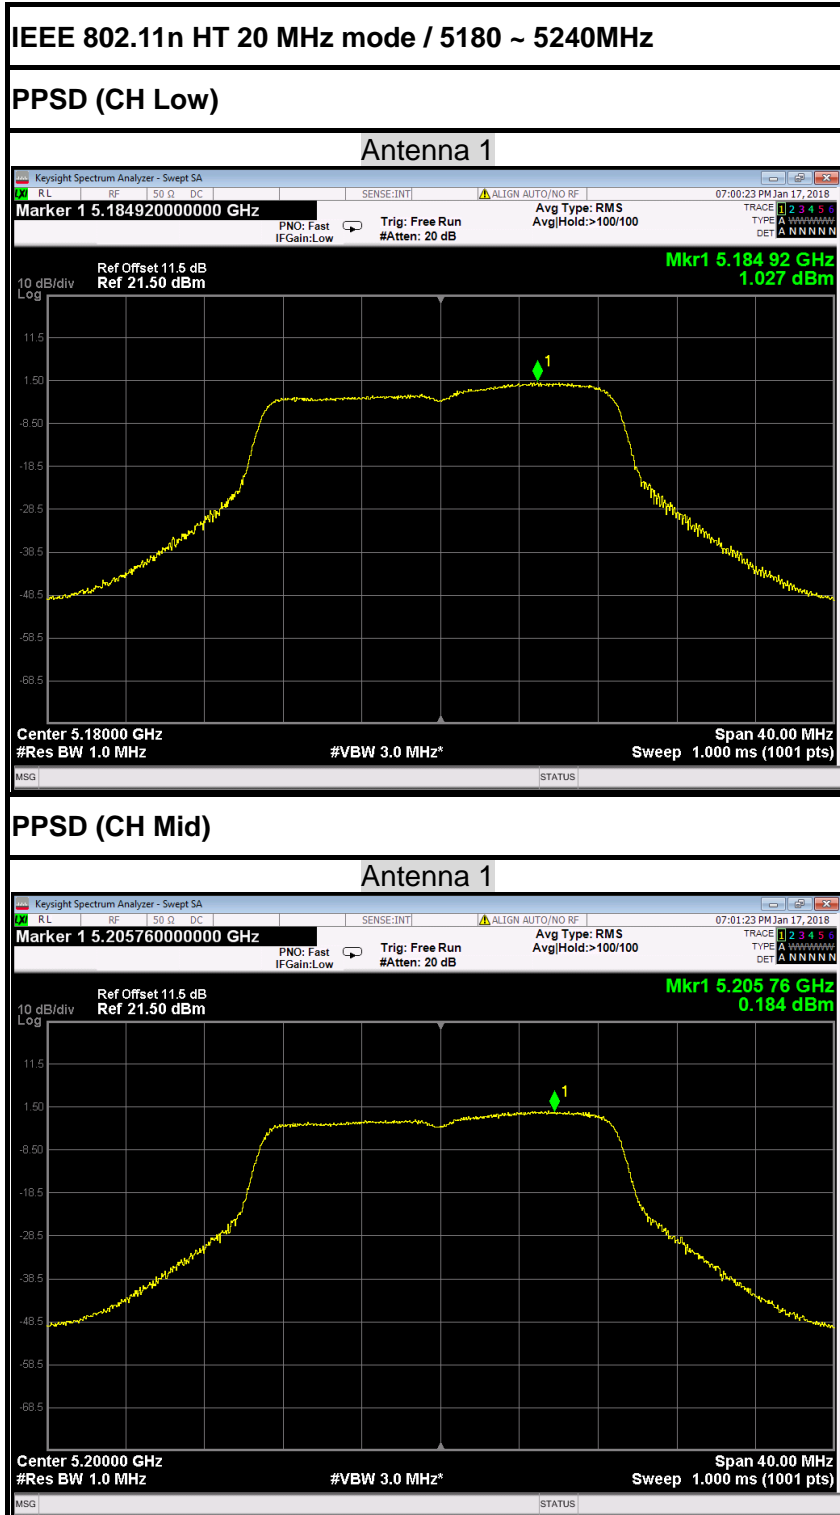 IEEE 802.11n HT 20 MHz mode / 5180 ~ 5240MHz
PPSD (CH Low)
Antenna 1
Keysight Spectrum Analyzer - Swept SA
LXI RL RF 50 Ω DC SENSE:INT ALIGN AUTO/NO RF 07:00:23 PM Jan 17, 2018
Marker 1 5.184920000000 GHz
PNO: Fast
IFGain:Low
Trig: Free Run
#Atten: 20 dB
Avg Type: RMS
Avg|Hold:>100/100
TRACE 1 2 3 4 5 6
TYPE A WWWWW
DET A N N N N N
Mkr1 5.184 92 GHz
1.027 dBm
Ref Offset 11.5 dB
10 dB/div Ref 21.50 dBm
Log
1
11.5
1.50
-8.50
-18.5
-28.5
-38.5
-48.5
-58.5
-68.5
Center 5.18000 GHz Span 40.00 MHz
#Res BW 1.0 MHz #VBW 3.0 MHz* Sweep 1.000 ms (1001 pts)
MSG STATUS
PPSD (CH Mid)
Antenna 1
Keysight Spectrum Analyzer - Swept SA
LXI RL RF 50 Ω DC SENSE:INT ALIGN AUTO/NO RF 07:01:23 PM Jan 17, 2018
Marker 1 5.205760000000 GHz
PNO: Fast
IFGain:Low
Trig: Free Run
#Atten: 20 dB
Avg Type: RMS
Avg|Hold:>100/100
TRACE 1 2 3 4 5 6
TYPE A WWWWW
DET A N N N N N
Mkr1 5.205 76 GHz
0.184 dBm
Ref Offset 11.5 dB
10 dB/div Ref 21.50 dBm
Log
1
11.5
1.50
-8.50
-18.5
-28.5
-38.5
-48.5
-58.5
-68.5
Center 5.20000 GHz Span 40.00 MHz
#Res BW 1.0 MHz #VBW 3.0 MHz* Sweep 1.000 ms (1001 pts)
MSG STATUS